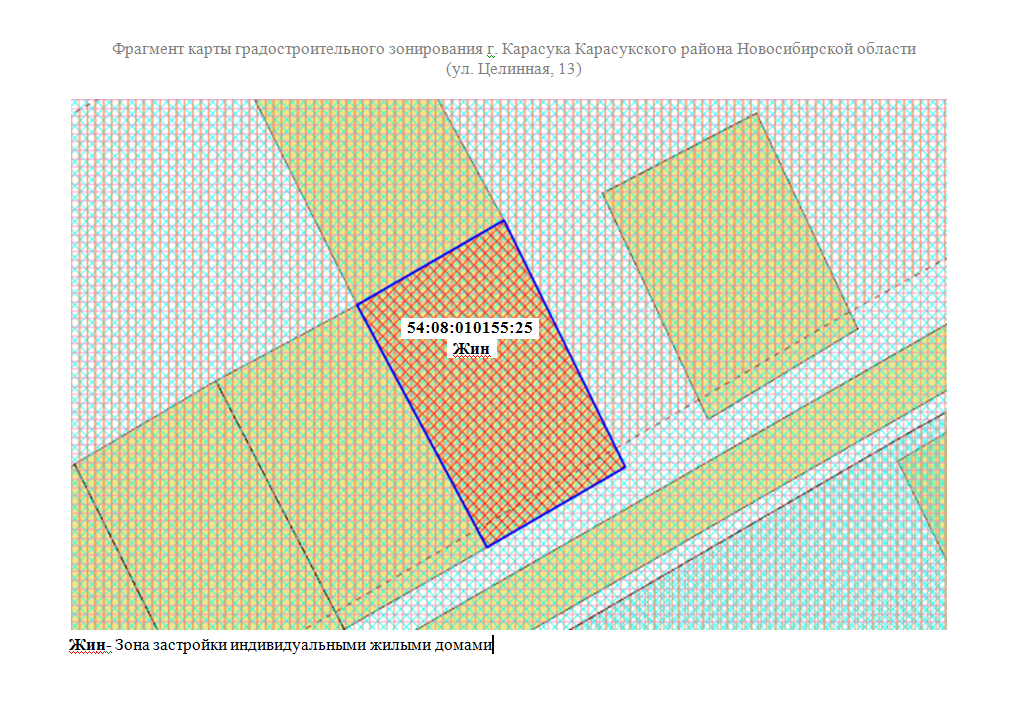 Фрагмент карты градостроительного зонирования г. Карасука Карасукского района Новосибирской области
(ул. Целинная, 13)
54:08:010155:25
Жин
Жин- Зона застройки индивидуальными жилыми домами